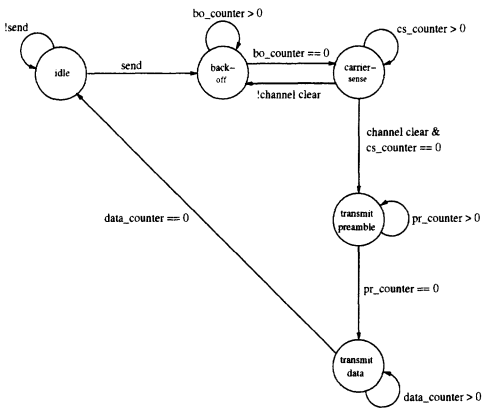 bo_counter > 0
!send
cs_counter > 0
send
bo_counter == 0
idle
back-
off
carrier-
sense
!channel clear
channel clear &
cs_counter == 0
data_counter == 0
transmit
preamble
pr_counter > 0
pr_counter == 0
transmit
data
data_counter > 0